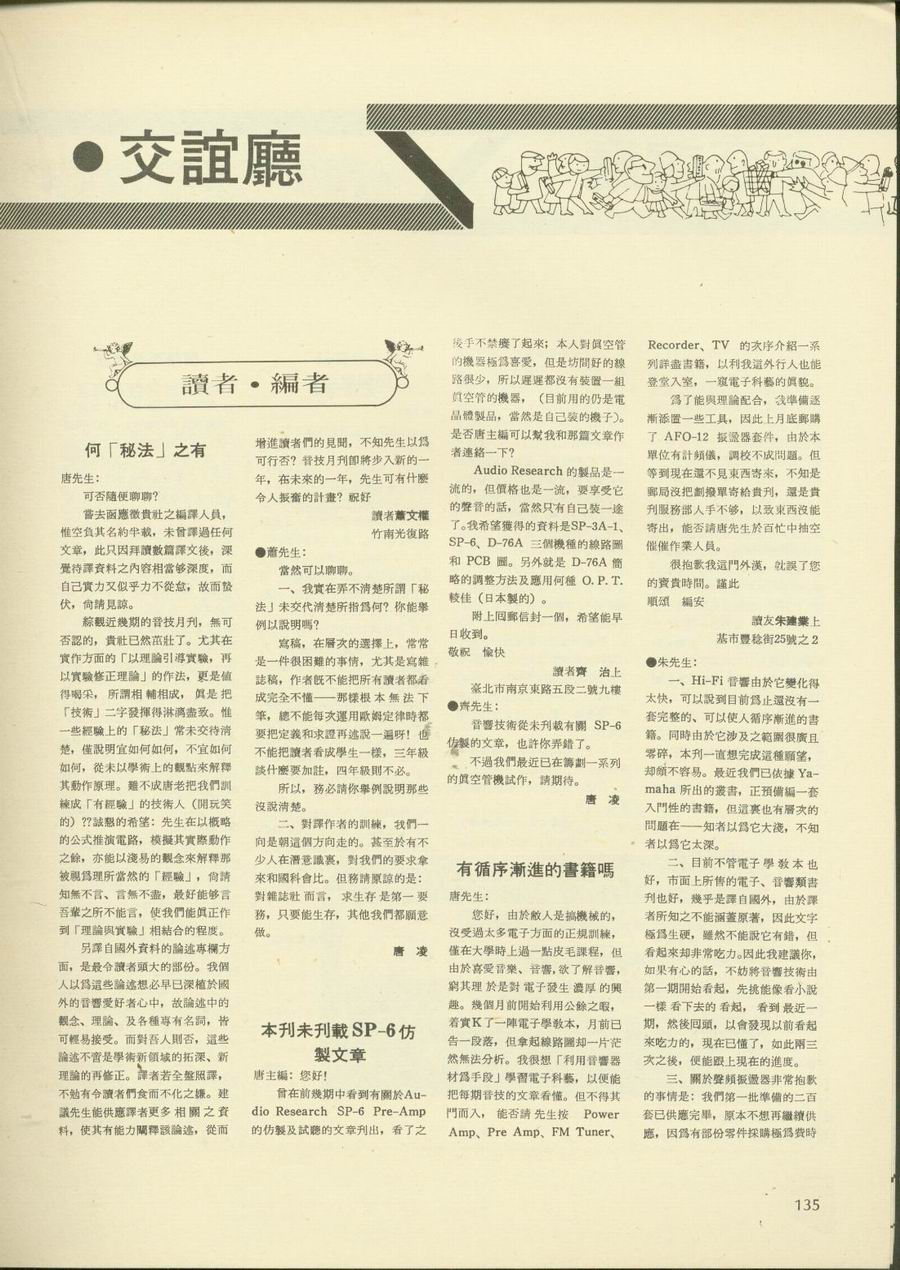 ●交誼廳
讀者・編者
何「秘法」之有
唐先生：
可否隨便聊聊？
嘗去函應徵貴社之編譯人員，
惟空負其名約半載，未曾譯過任何
文章，此只因拜讀數篇譯文後，深
覺待譯資料之內容相當够深度，而
自己實力又似乎力不從怠，故而蟄
伏，尙請見諒。
綜觀近幾期的音技月刊，無可
否認的，貴社已然茁壯了。尤其在
實作方面的「以理論引導實驗，再
以實驗修正理論」的作法，更是値
得喝采，所謂相輔相成，眞是把
「技術」二字發揮得淋漓盡致。惟
一些經驗上的「秘法」常未交待淸
楚，僅說明宜如何如何，不宜如何
如何，從未以學術上的觀點來解釋
其動作原理。難不成唐老把我們訓
練成「有經驗」的技術人（開玩笑
的）??誠懇的希望：先生在以概略
的公式推演電路，模擬其實際動作
之餘，亦能以淺易的觀念來解釋那
被視爲理所當然的「經驗」，尙請
知無不言、言無不盡，最好能够言
吾輩之所不能言，使我們能眞正作
到「理論與實驗」相結合的程度。
另譯自國外資料的論述專欄方
面，是最令讀者頭大的部份。我個
人以爲這些論述想必早已深植於國
外的音響愛好者心中，故論述中的
觀念、理論、及各種專有名詞，皆
可輕易接受。而對吾人則否，這些
論述不啻是學術新領域的拓深、新
理論的再修正。譯者若全盤照譯，
不勉有令讀者們食而不化之嫌。建
議先生能供應譯者更多相關之資
料，使其有能力闡釋該論述，從而
增進讀者們的見聞，不知先生以爲
可行否？音技月刊即將步入新的一
年，在未來的一年，先生可有什麼
令人振奮的計畫？祝好
讀者蕭文權
竹南光復路
●蕭先生：
當然可以聊聊。
一、我實在弄不清楚所謂「秘
法」未交代清楚所指爲何？你能舉
例以說明嗎？
寫稿，在層次的選擇上，常常
是一件很困難的事情，尤其是寫雜
誌稿，作者旣不能把所有讀者都看
成完全不懂——那樣根本無法下
筆，總不能每次運用歐姆定律時都
要把定義和求證再述說一遍呀！也
不能把讀者看成學生一樣，三年級
談什麼要加註，四年級則不必。
所以，務必請你舉例說明那些
沒說清楚。
二、對譯作者的訓練，我們一
向是朝這個方向走的。甚至於有不
少人在潛意識裏，對我們的要求拿
來和國科會比。但務請原諒的是：
對雜誌社而言，求生存是第一要
務，只要能生存，其他我們都願意
做。
唐　凌
本刊未刊載SP-6仿
製文章
唐主編：您好！
曾在前幾期中看到有關於Au-
dio Research SP-6 Pre-Amp
的仿製及試聽的文章刋出，看了之
後手不禁癢了起來；本人對眞空管
的機器極爲喜愛，但是坊間好的線
路很少，所以遲遲都沒有裝置一組
眞空管的機器，（目前用的仍是電
晶體製品，當然是自己裝的機子）。
是否唐主編可以幫我和那篇文章作
者連絡一下？
Audio Research 的製品是一
流的，但價格也是一流，要享受它
的聲音的話，當然只有自己裝一途
了。我希望獲得的資料是SP-3A-1、
SP-6、D-76A 三個機種的線路圖
和 PCB 圖。另外就是 D-76A 簡
略的調整方法及應用何種 O. P. T.
較佳（日本製的）。
附上囘郵信封一個，希望能早
日收到。
敬祝　愉快
讀者齊　治上
臺北市南京東路五段二號九樓
●齊先生：
音響技術從未刊載有關 SP-6
仿製的文章，也許你弄錯了。
不過我們最近已在籌劃一系列
的眞空管機試作，請期待。
唐　凌
有循序漸進的書籍嗎
唐先生：
您好，由於敝人是搞機械的，
沒受過太多電子方面的正規訓練，
僅在大學時上過一點皮毛課程，但
由於喜愛音樂、音響，欲了解音響，
窮其理於是對電子發生濃厚的興
趣。幾個月前開始利用公餘之暇，
着實K了一陣電子學敎本，月前已
告一段落，但拿起線路圖却一片茫
然無法分析。我很想「利用音響器
材爲手段」學習電子科藝，以便能
把每期音技的文章看懂。但不得其
門而入，能否請先生按　Power
Amp、Pre Amp、FM Tuner、
Recorder、TV 的次序介紹一系
列詳盡書籍，以利我這外行人也能
登堂入室，一窺電子科藝的眞貌。
爲了能與理論配合，我準備逐
漸添置一些工具，因此上月底郵購
了 AFO-12 振盪器套件，由於本
單位有計頻儀，調校不成問題。但
等到現在還不見東西寄來，不知是
郵局沒把劃撥單寄給貴刊，還是貴
刊服務部人手不够，以致東西沒能
寄出，能否請唐先生於百忙中抽空
催催作業人員。
很抱歉我這門外漢，躭誤了您
的寶貴時間。謹此
順頌　編安
讀友朱建業上
基市豐稔街25號之2
●朱先生：
一、Hi-Fi 音響由於它變化得
太快，可以說到目前爲止還沒有一
套完整的、可以使人循序漸進的書
籍。同時由於它涉及之範圍很廣且
零碎，本刊一直想完成這種願望，
却頗不容易。最近我們已依據 Ya-
maha 所出的叢書，正預備編一套
入門性的書籍，但這裏也有層次的
問題在——知者以爲它大淺，不知
者以爲它太深。
二、目前不管電子學敎本也
好，市面上所售的電子、音響類書
刊也好，幾乎是譯自國外，由於譯
者所知之不能涵蓋原著，因此文字
極爲生硬，雖然不能說它有錯，但
看起來却非常吃力。因此我建議你，
如果有心的話，不妨將音響技術由
第一期開始看起，先挑能像看小說
一樣看下去的看起，看到最近一
期，然後囘頭，以會發現以前看起
來吃力的，現在已懂了，如此兩三
次之後，便能跟上現在的進度。
三、關於聲頻振盪器非常抱歉
的事情是：我們第一批準備的二百
套已供應完畢，原本不想再繼續供
應，因爲有部份零件採購極爲費時
135